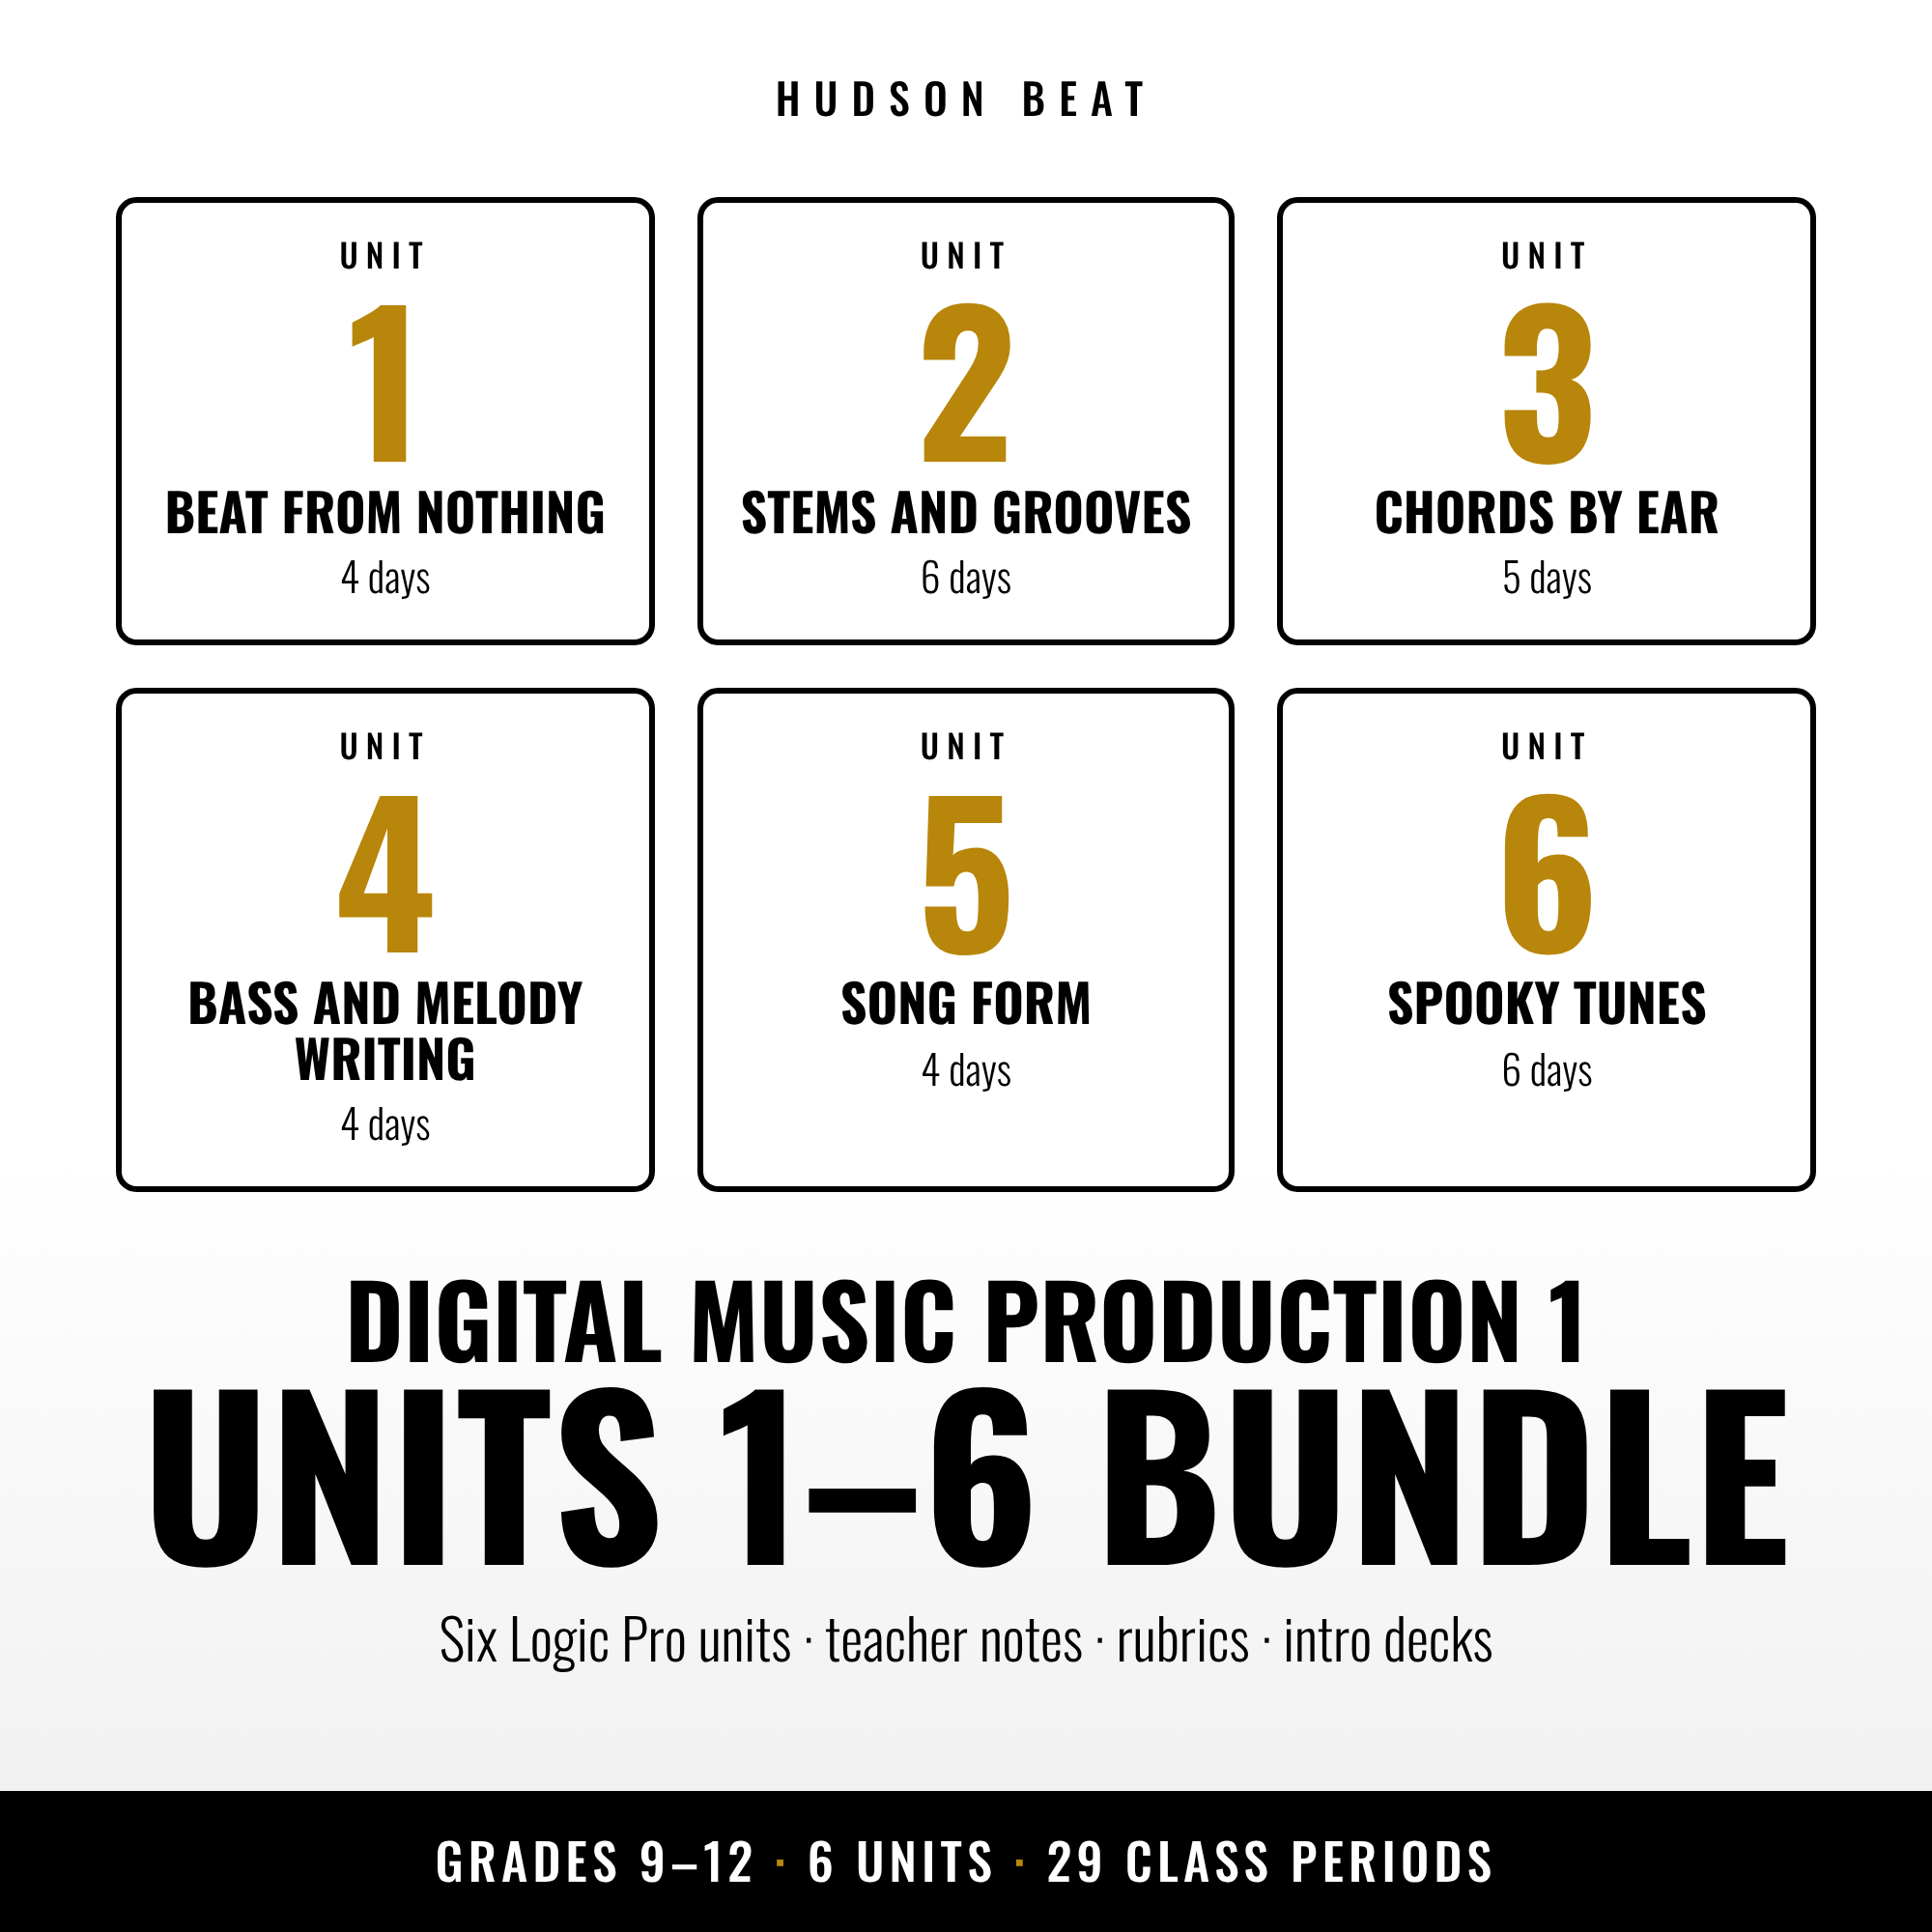 HUDSON BEAT
UNIT
1
BEAT FROM NOTHING
4 days
UNIT
2
STEMS AND GROOVES
6 days
UNIT
3
CHORDS BY EAR
5 days
UNIT
4
BASS AND MELODY
WRITING
4 days
UNIT
5
SONG FORM
4 days
UNIT
6
SPOOKY TUNES
6 days
DIGITAL MUSIC PRODUCTION 1
UNITS 1–6 BUNDLE
Six Logic Pro units · teacher notes · rubrics · intro decks
GRADES 9–12 · 6 UNITS · 29 CLASS PERIODS